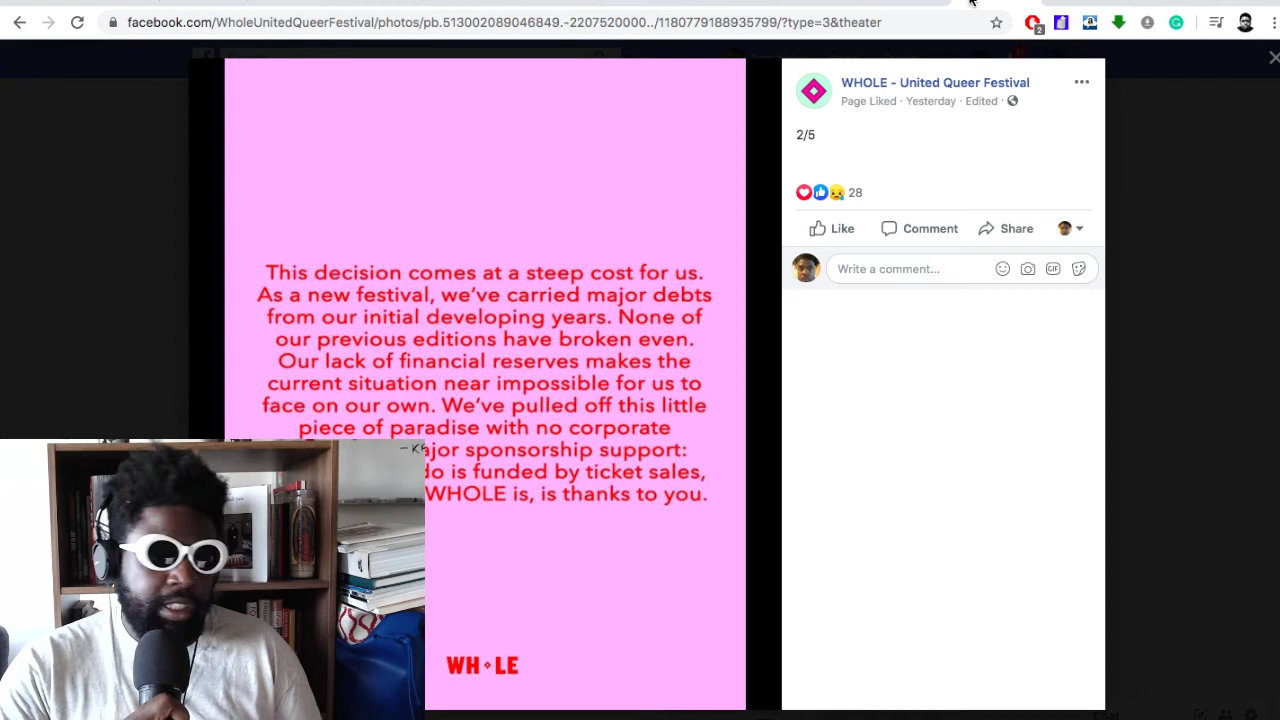 facebook.com/WholeUnitedQueerFestival/photos/pb.513002089046849.-2207520000../1180779188935799/?type=3&theater
2
WHOLE - United Queer Festival
Page Liked · Yesterday · Edited ·
2/5
28
Like Comment Share
Write a comment...
GIF
This decision comes at a steep cost for us.
As a new festival, we've carried major debts
from our initial developing years. None of
our previous editions have broken even.
Our lack of financial reserves makes the
current situation near impossible for us to
face on our own. We've pulled off this little
piece of paradise with no corporate
ajor sponsorship support:
do is funded by ticket sales,
WHOLE is, is thanks to you.
WH⬩LE